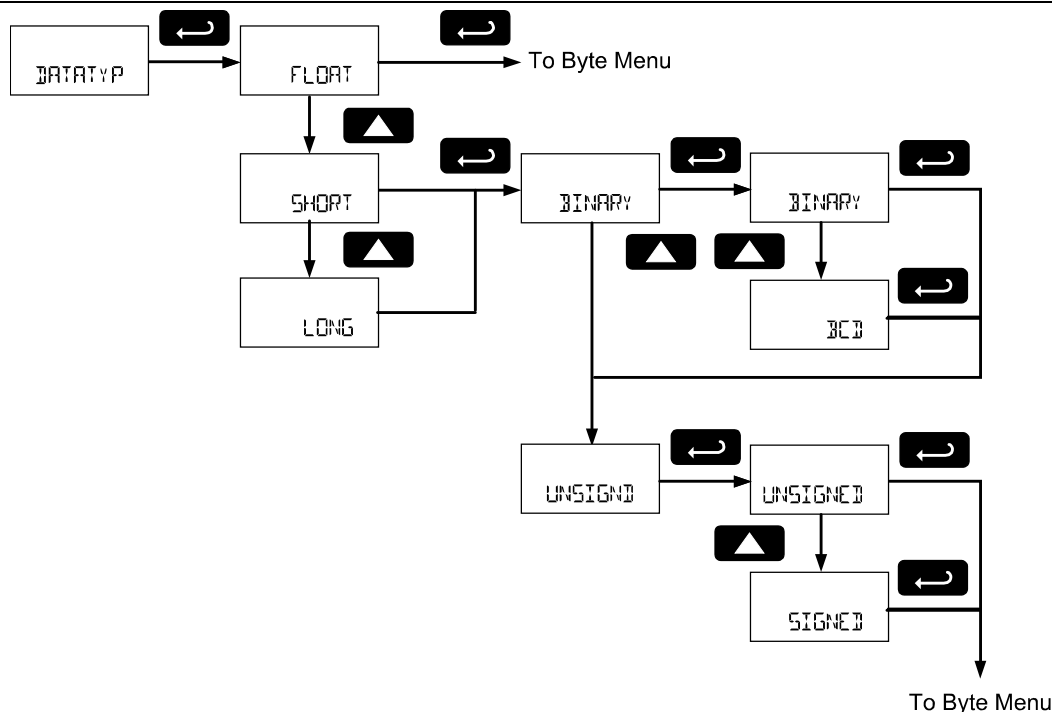 DATATYP
FLOAT
To Byte Menu
SHORT
BINARY
BINARY
LONG
BCD
UNSIGND
UNSIGNED
SIGNED
To Byte Menu